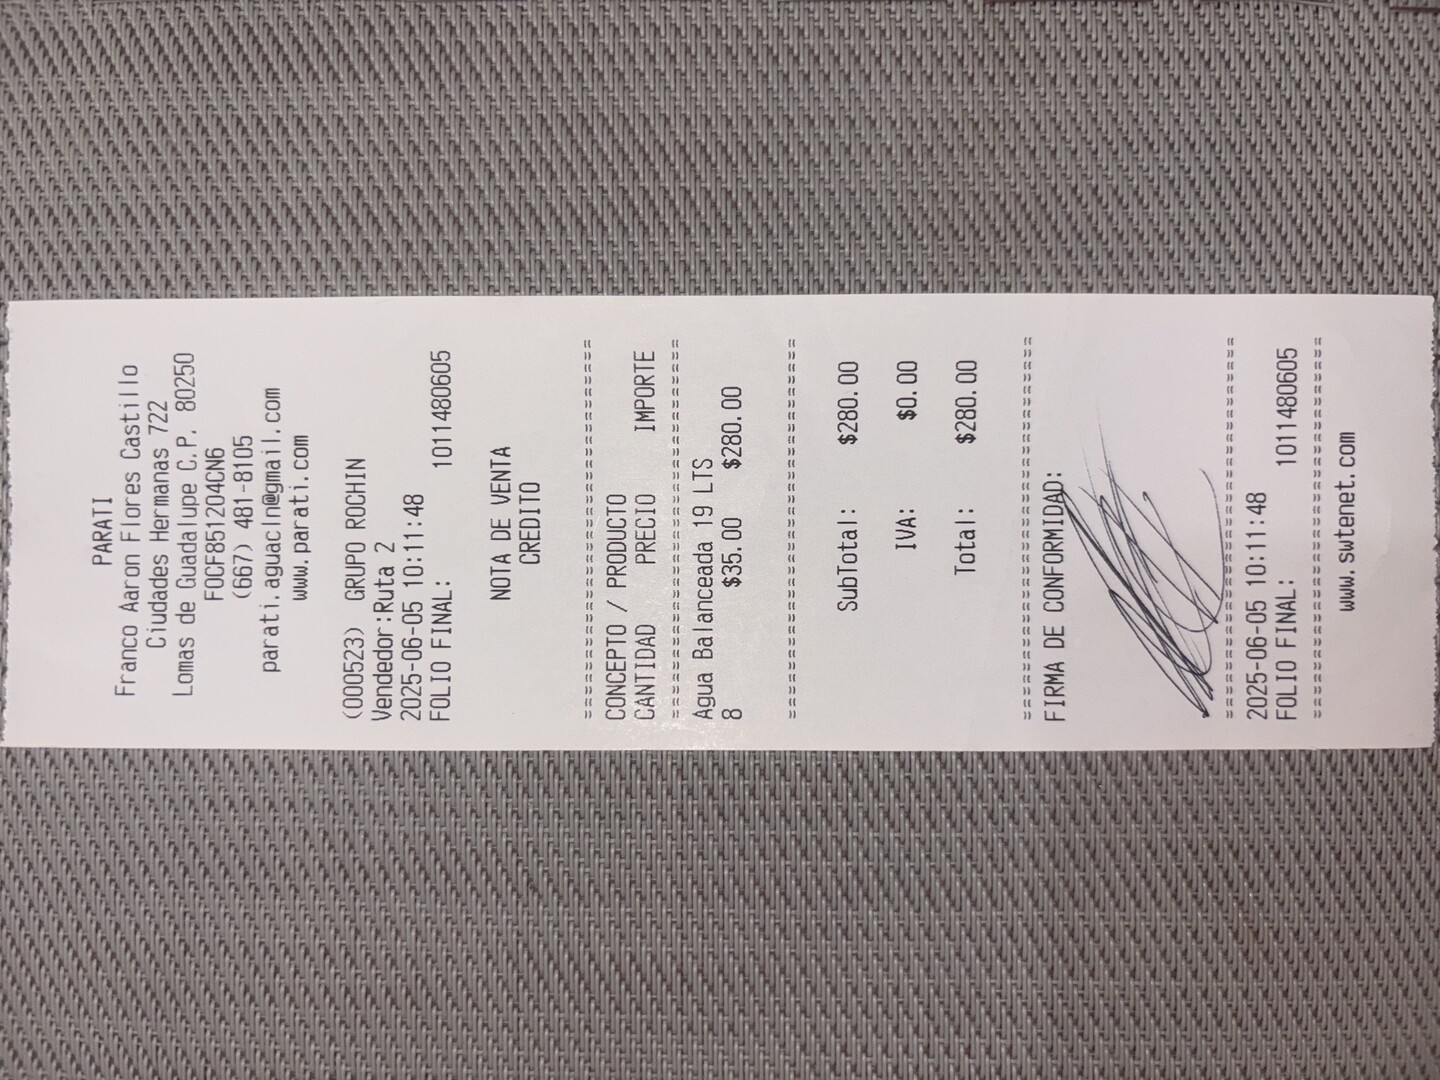 PARATI
Franco Aaron Flores Castillo
Ciudades Hermanas 722
Lomas de Guadalupe C.P. 80250
FOCF851204CN6
(667) 481-8105
parati.aguacln@gmail.com
www.parati.com
(000523) GRUPO ROCHIN
Vendedor:Ruta 2
2025-06-05 10:11:48
FOLIO FINAL: 1011480605
NOTA DE VENTA
CREDITO
================================
CONCEPTO / PRODUCTO
CANTIDAD PRECIO IMPORTE
================================
Agua Balanceada 19 LTS
8 $35.00 $280.00
================================
SubTotal: $280.00
IVA: $0.00
Total: $280.00
================================
FIRMA DE CONFORMIDAD:
================================
2025-06-05 10:11:48
FOLIO FINAL: 1011480605
================================
www.swtenet.com